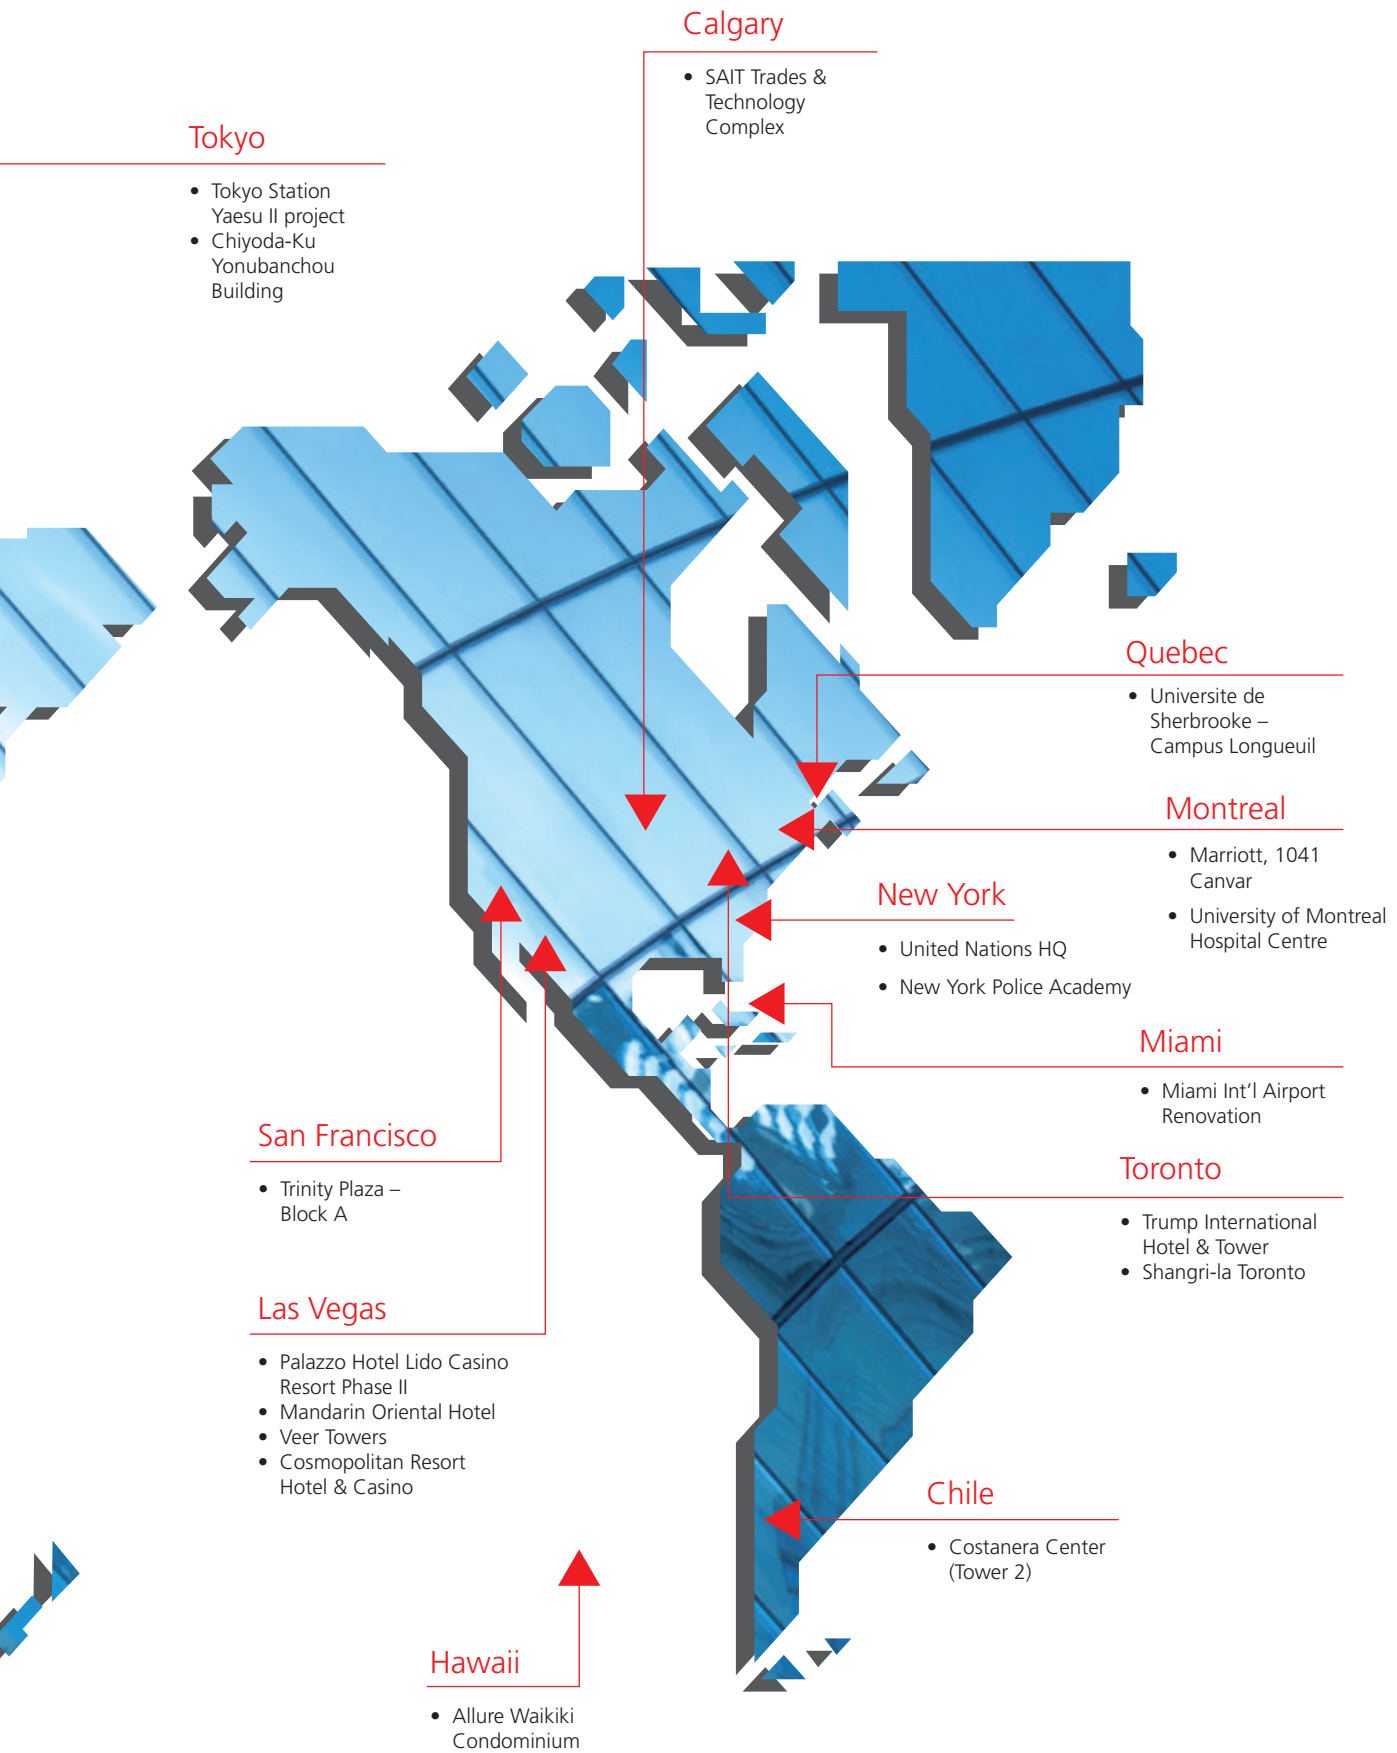 Calgary
• SAIT Trades &
Technology
Complex
Tokyo
• Tokyo Station
Yaesu II project
• Chiyoda-Ku
Yonubanchou
Building
Quebec
• Universite de
Sherbrooke –
Campus Longueuil
Montreal
• Marriott, 1041
Canvar
• University of Montreal
Hospital Centre
New York
• United Nations HQ
• New York Police Academy
Miami
• Miami Int'l Airport
Renovation
San Francisco
• Trinity Plaza –
Block A
Toronto
• Trump International
Hotel & Tower
• Shangri-la Toronto
Las Vegas
• Palazzo Hotel Lido Casino
Resort Phase II
• Mandarin Oriental Hotel
• Veer Towers
• Cosmopolitan Resort
Hotel & Casino
Chile
• Costanera Center
(Tower 2)
Hawaii
• Allure Waikiki
Condominium